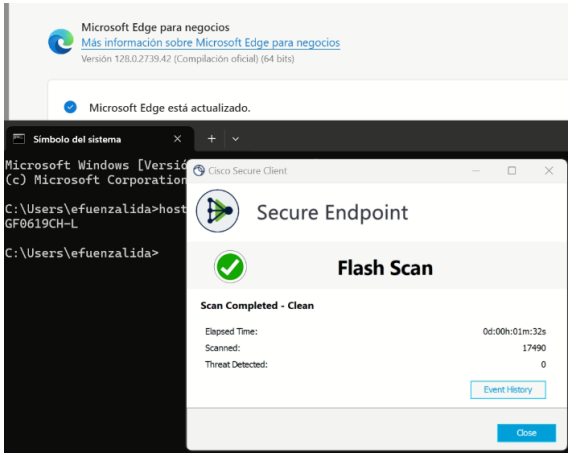 Microsoft Edge para negocios
Más información sobre Microsoft Edge para negocios
Versión 128.0.2739.42 (Compilación oficial) (64 bits)
Microsoft Edge está actualizado.
Símbolo del sistema
Microsoft Windows [Versió
(c) Microsoft Corporation
C:\Users\efuenzalida>host
GF0619CH-L
C:\Users\efuenzalida>
Cisco Secure Client
Secure Endpoint
Flash Scan
Scan Completed - Clean
Elapsed Time: 0d:00h:01m:32s
Scanned: 17490
Threat Detected: 0
Event History
Close